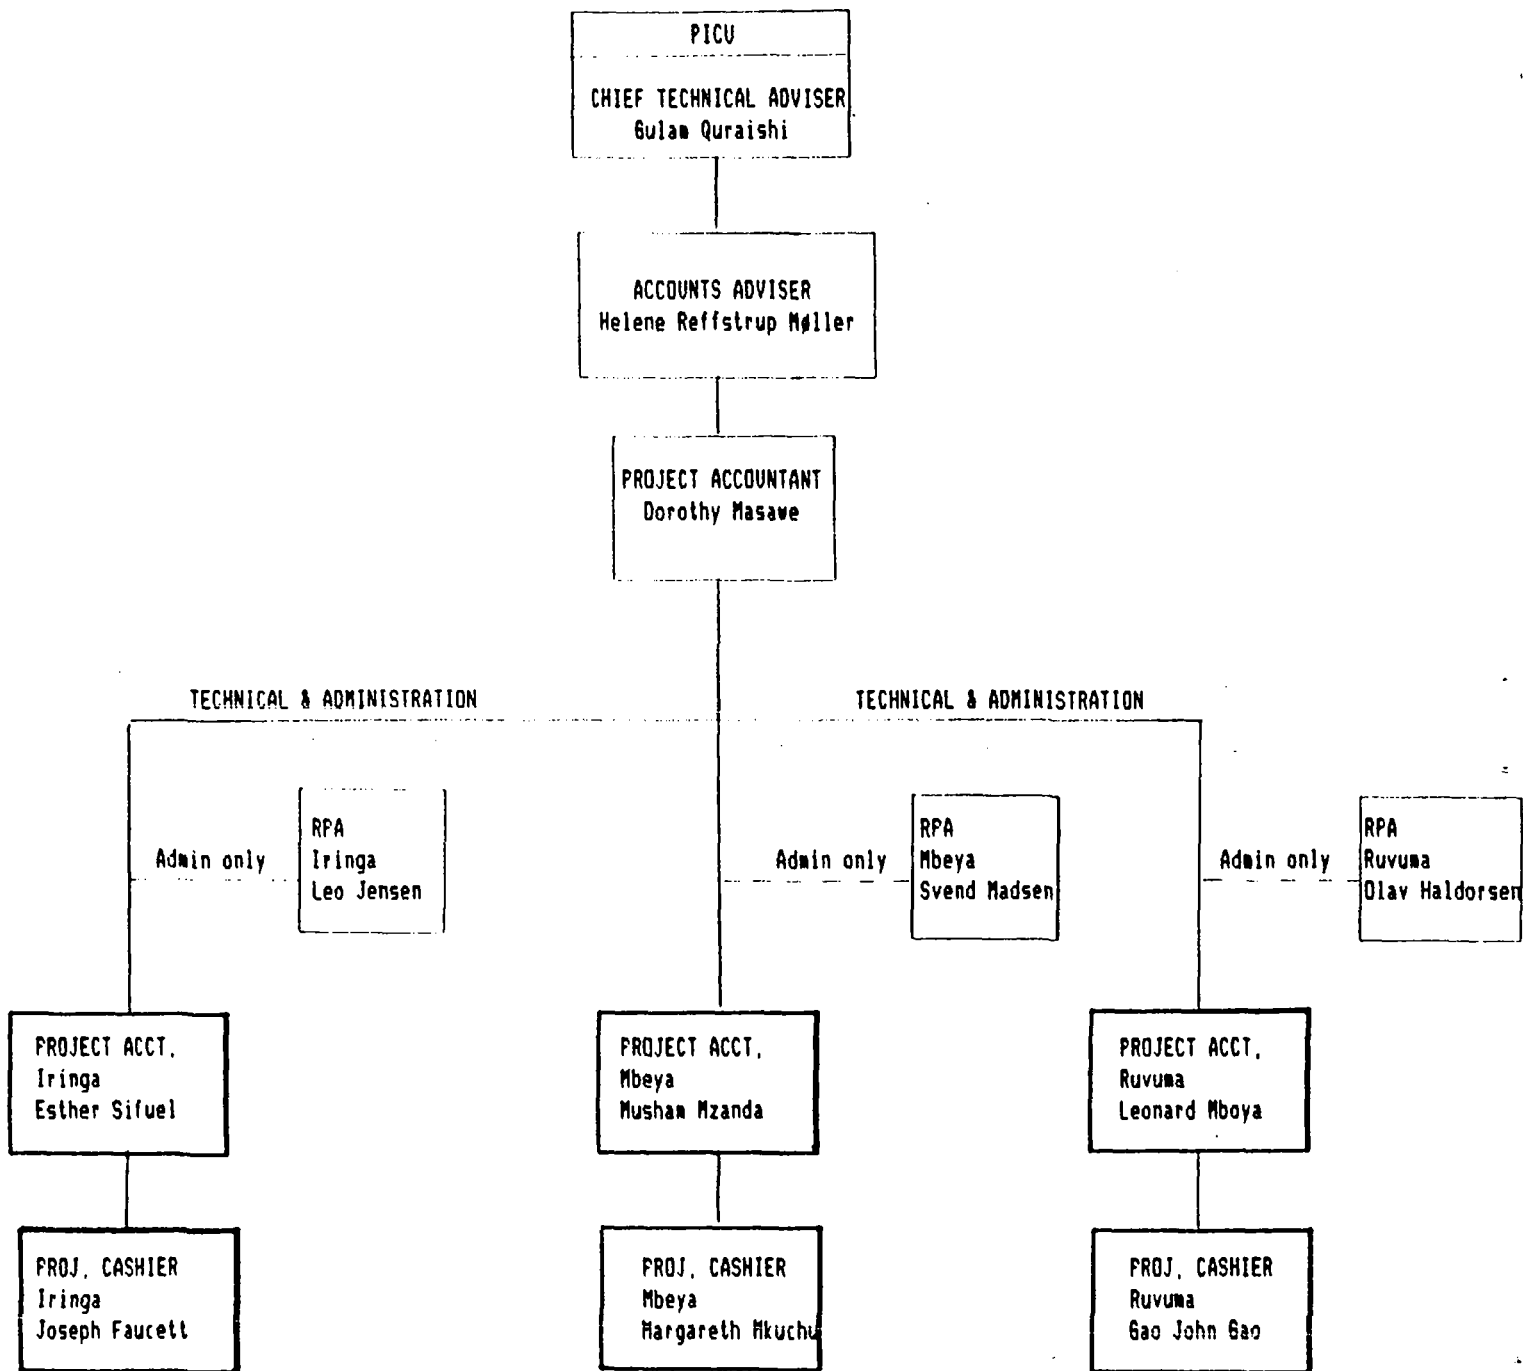 PICU
CHIEF TECHNICAL ADVISER
Gulam Quraishi
ACCOUNTS ADVISER
Helene Reffstrup Møller
PROJECT ACCOUNTANT
Dorothy Masawe
TECHNICAL & ADMINISTRATION
TECHNICAL & ADMINISTRATION
Admin only
RPA
Iringa
Leo Jensen
Admin only
RPA
Mbeya
Svend Madsen
Admin only
RPA
Ruvuma
Olav Haldorsen
PROJECT ACCT.
Iringa
Esther Sifuel
PROJECT ACCT.
Mbeya
Musham Mzanda
PROJECT ACCT.
Ruvuma
Leonard Mboya
PROJ. CASHIER
Iringa
Joseph Faucett
PROJ. CASHIER
Mbeya
Margareth Mkuchu
PROJ. CASHIER
Ruvuma
Gao John Gao